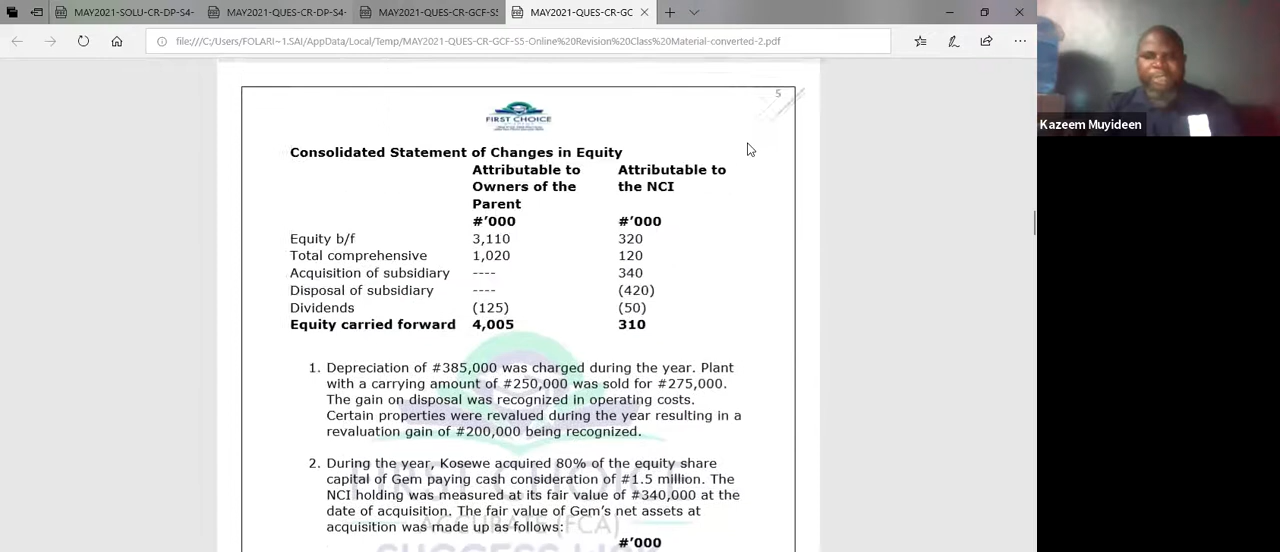 MAY2021-SOLU-CR-DP-S4-
MAY2021-QUES-CR-DP-S4-
MAY2021-QUES-CR-GCF-S5
MAY2021-QUES-CR-GC
file:///C:/Users/FOLARI~1.SAI/AppData/Local/Temp/MAY2021-QUES-CR-GCF-S5-Online%20Revision%20Class%20Material-converted-2.pdf
Kazeem Muyideen
5
FIRST CHOICE
Consolidated Statement of Changes in Equity
Attributable to Attributable to
Owners of the the NCI
Parent
#'000 #'000
Equity b/f 3,110 320
Total comprehensive 1,020 120
Acquisition of subsidiary ---- 340
Disposal of subsidiary ---- (420)
Dividends (125) (50)
Equity carried forward 4,005 310
1. Depreciation of #385,000 was charged during the year. Plant
with a carrying amount of #250,000 was sold for #275,000.
The gain on disposal was recognized in operating costs.
Certain properties were revalued during the year resulting in a
revaluation gain of #200,000 being recognized.
2. During the year, Kosewe acquired 80% of the equity share
capital of Gem paying cash consideration of #1.5 million. The
NCI holding was measured at its fair value of #340,000 at the
date of acquisition. The fair value of Gem's net assets at
acquisition was made up as follows:
#'000
FIRST CHOICE
ACCURATE (FCA)